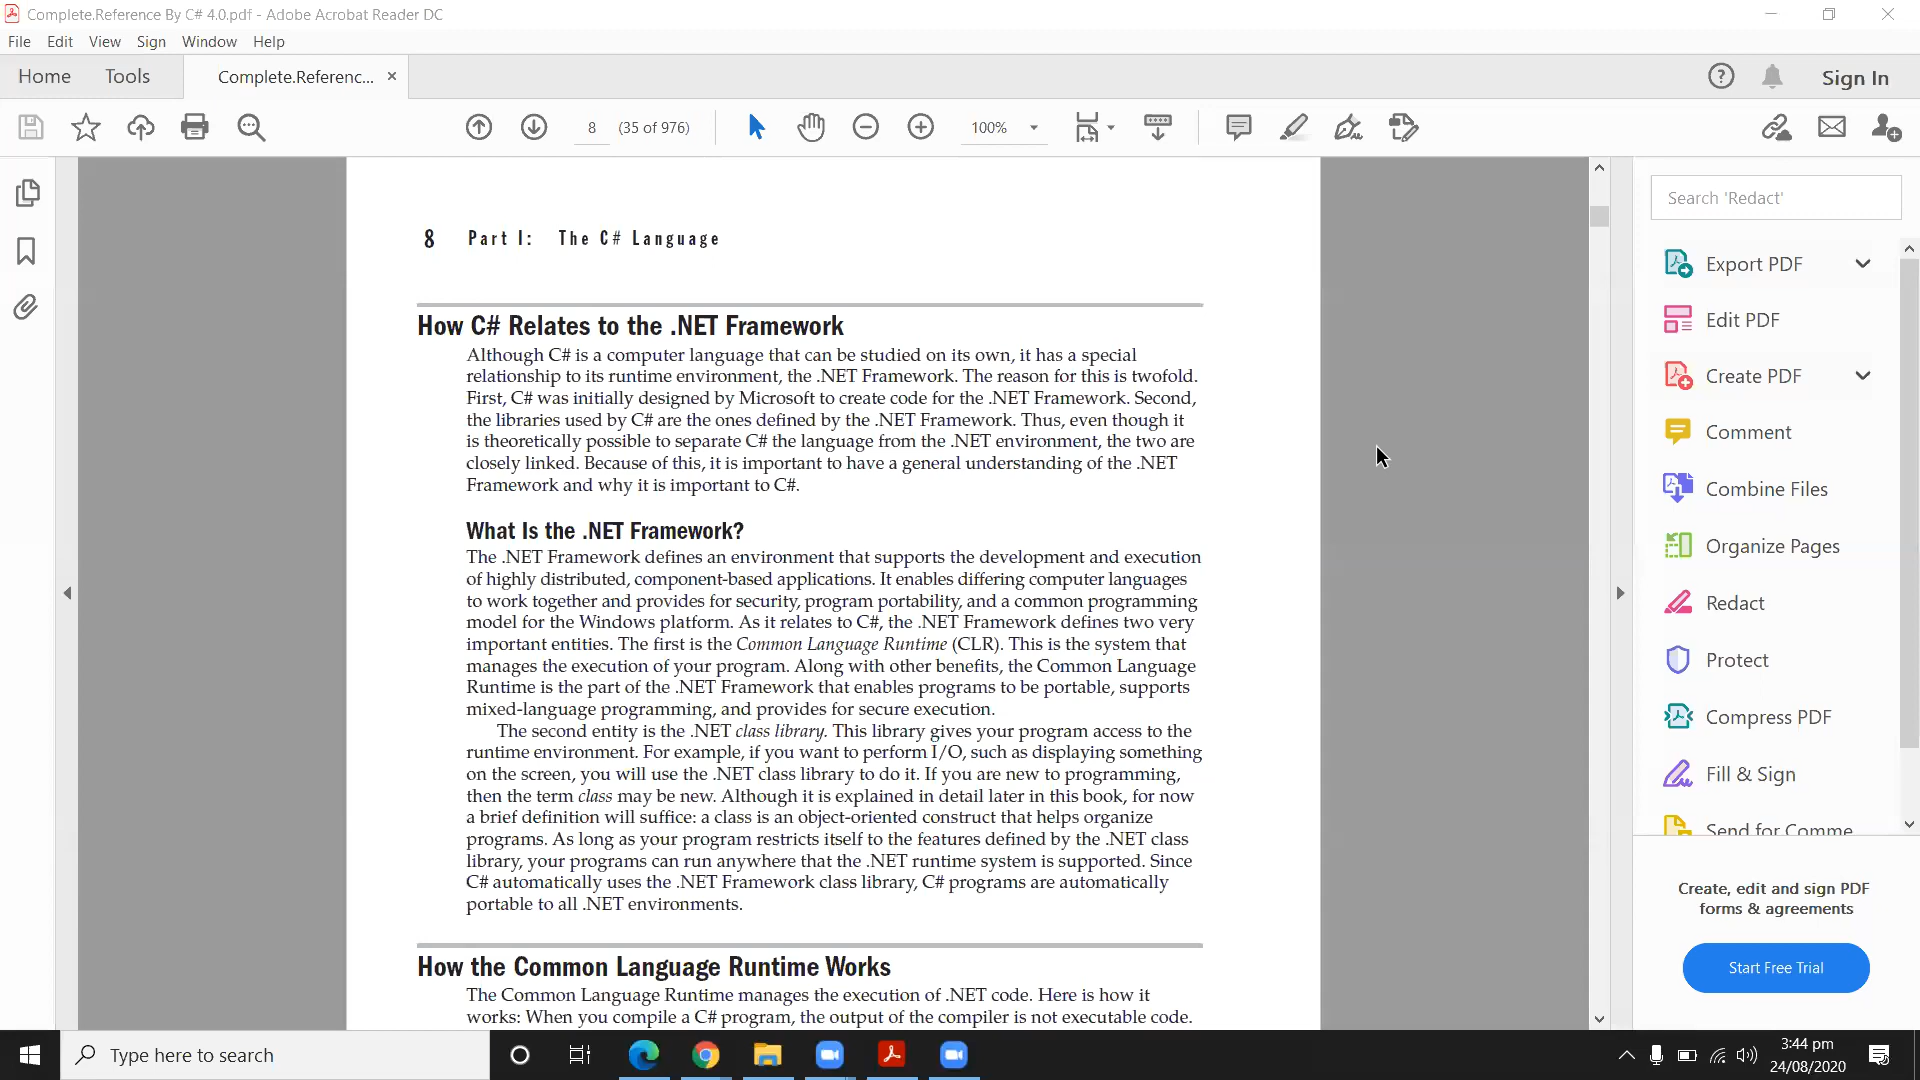 Complete.Reference By C# 4.0.pdf - Adobe Acrobat Reader DC
File Edit View Sign Window Help
Home Tools Complete.Referenc... × Sign In
8 (35 of 976) 100%
Search 'Redact'
Export PDF
Edit PDF
Create PDF
Comment
Combine Files
Organize Pages
Redact
Protect
Compress PDF
Fill & Sign
Send for Comme
Create, edit and sign PDF
forms & agreements
Start Free Trial
8 Part I: The C# Language
How C# Relates to the .NET Framework
Although C# is a computer language that can be studied on its own, it has a special
relationship to its runtime environment, the .NET Framework. The reason for this is twofold.
First, C# was initially designed by Microsoft to create code for the .NET Framework. Second,
the libraries used by C# are the ones defined by the .NET Framework. Thus, even though it
is theoretically possible to separate C# the language from the .NET environment, the two are
closely linked. Because of this, it is important to have a general understanding of the .NET
Framework and why it is important to C#.
What Is the .NET Framework?
The .NET Framework defines an environment that supports the development and execution
of highly distributed, component-based applications. It enables differing computer languages
to work together and provides for security, program portability, and a common programming
model for the Windows platform. As it relates to C#, the .NET Framework defines two very
important entities. The first is the Common Language Runtime (CLR). This is the system that
manages the execution of your program. Along with other benefits, the Common Language
Runtime is the part of the .NET Framework that enables programs to be portable, supports
mixed-language programming, and provides for secure execution.
The second entity is the .NET class library. This library gives your program access to the
runtime environment. For example, if you want to perform I/O, such as displaying something
on the screen, you will use the .NET class library to do it. If you are new to programming,
then the term class may be new. Although it is explained in detail later in this book, for now
a brief definition will suffice: a class is an object-oriented construct that helps organize
programs. As long as your program restricts itself to the features defined by the .NET class
library, your programs can run anywhere that the .NET runtime system is supported. Since
C# automatically uses the .NET Framework class library, C# programs are automatically
portable to all .NET environments.
How the Common Language Runtime Works
The Common Language Runtime manages the execution of .NET code. Here is how it
works: When you compile a C# program, the output of the compiler is not executable code.
Type here to search
3:44 pm
24/08/2020